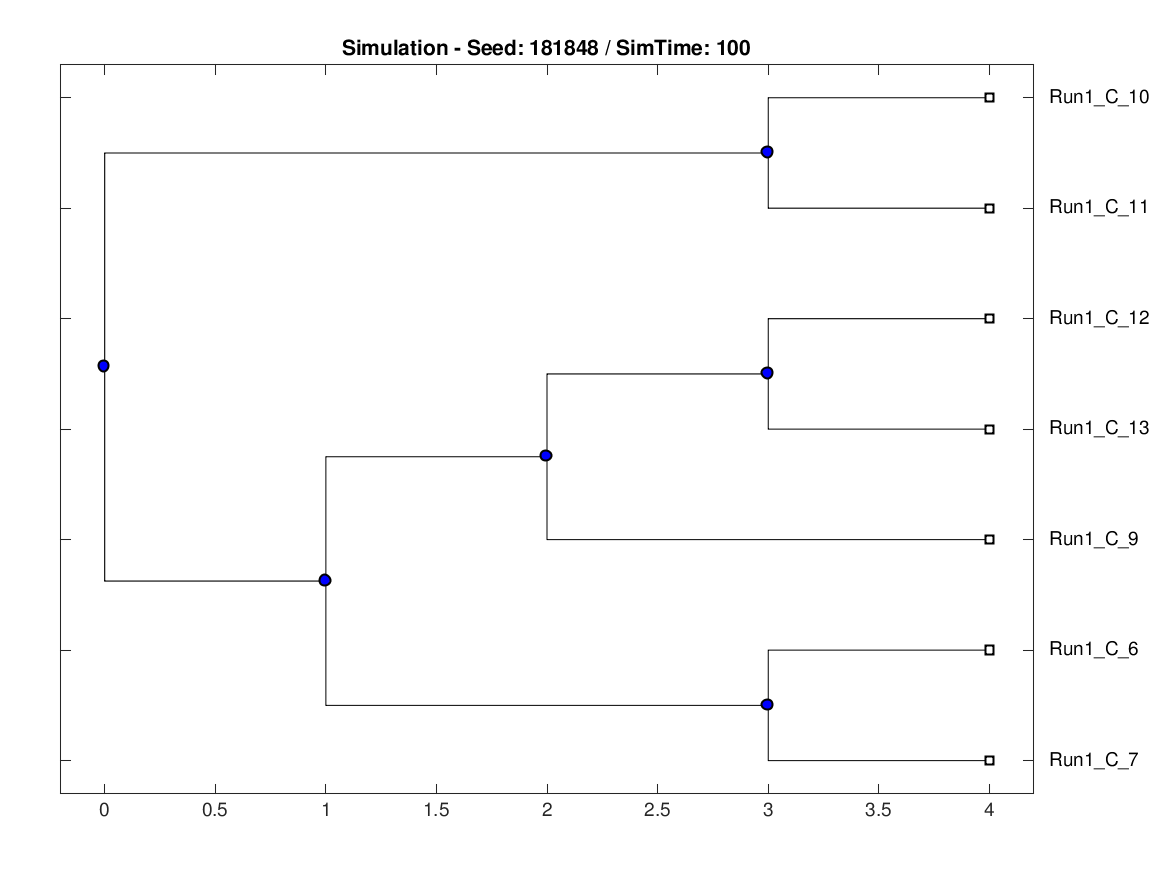 Simulation - Seed: 181848 / SimTime: 100
Run1_C_10
Run1_C_11
Run1_C_12
Run1_C_13
Run1_C_9
Run1_C_6
Run1_C_7
0 0.5 1 1.5 2 2.5 3 3.5 4